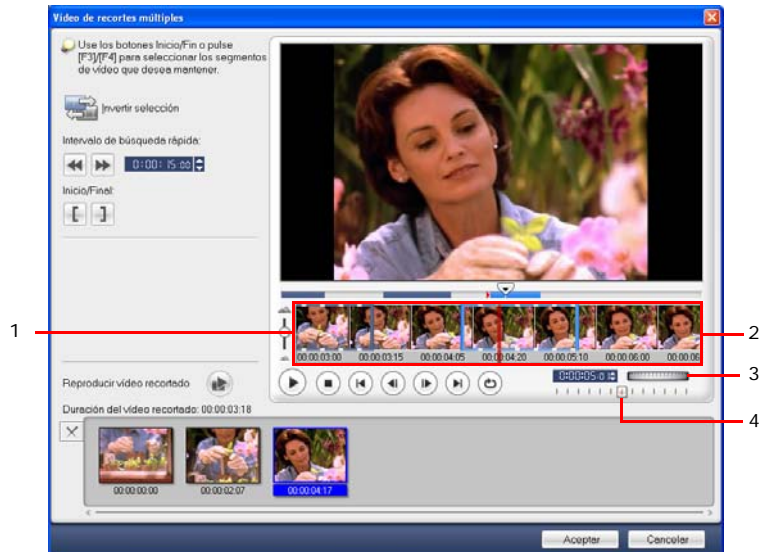 Vídeo de recortes múltiples
Use los botones Inicio/Fin o pulse
[F3]/[F4] para seleccionar los segmentos
de vídeo que desea mantener.
Invertir selección
Intervalo de búsqueda rápida:
0:00:15:00
Inicio/Final:
1
2
00:00:03:00 00:00:03:15 00:00:04:05 00:00:04:20 00:00:05:10 00:00:06:00 00:00:06
3
0:00:05:01
4
Reproducir vídeo recortado
Duración del vídeo recortado: 00:00:03:18
00:00:00:00 00:00:02:07 00:00:04:17
Aceptar Cancelar